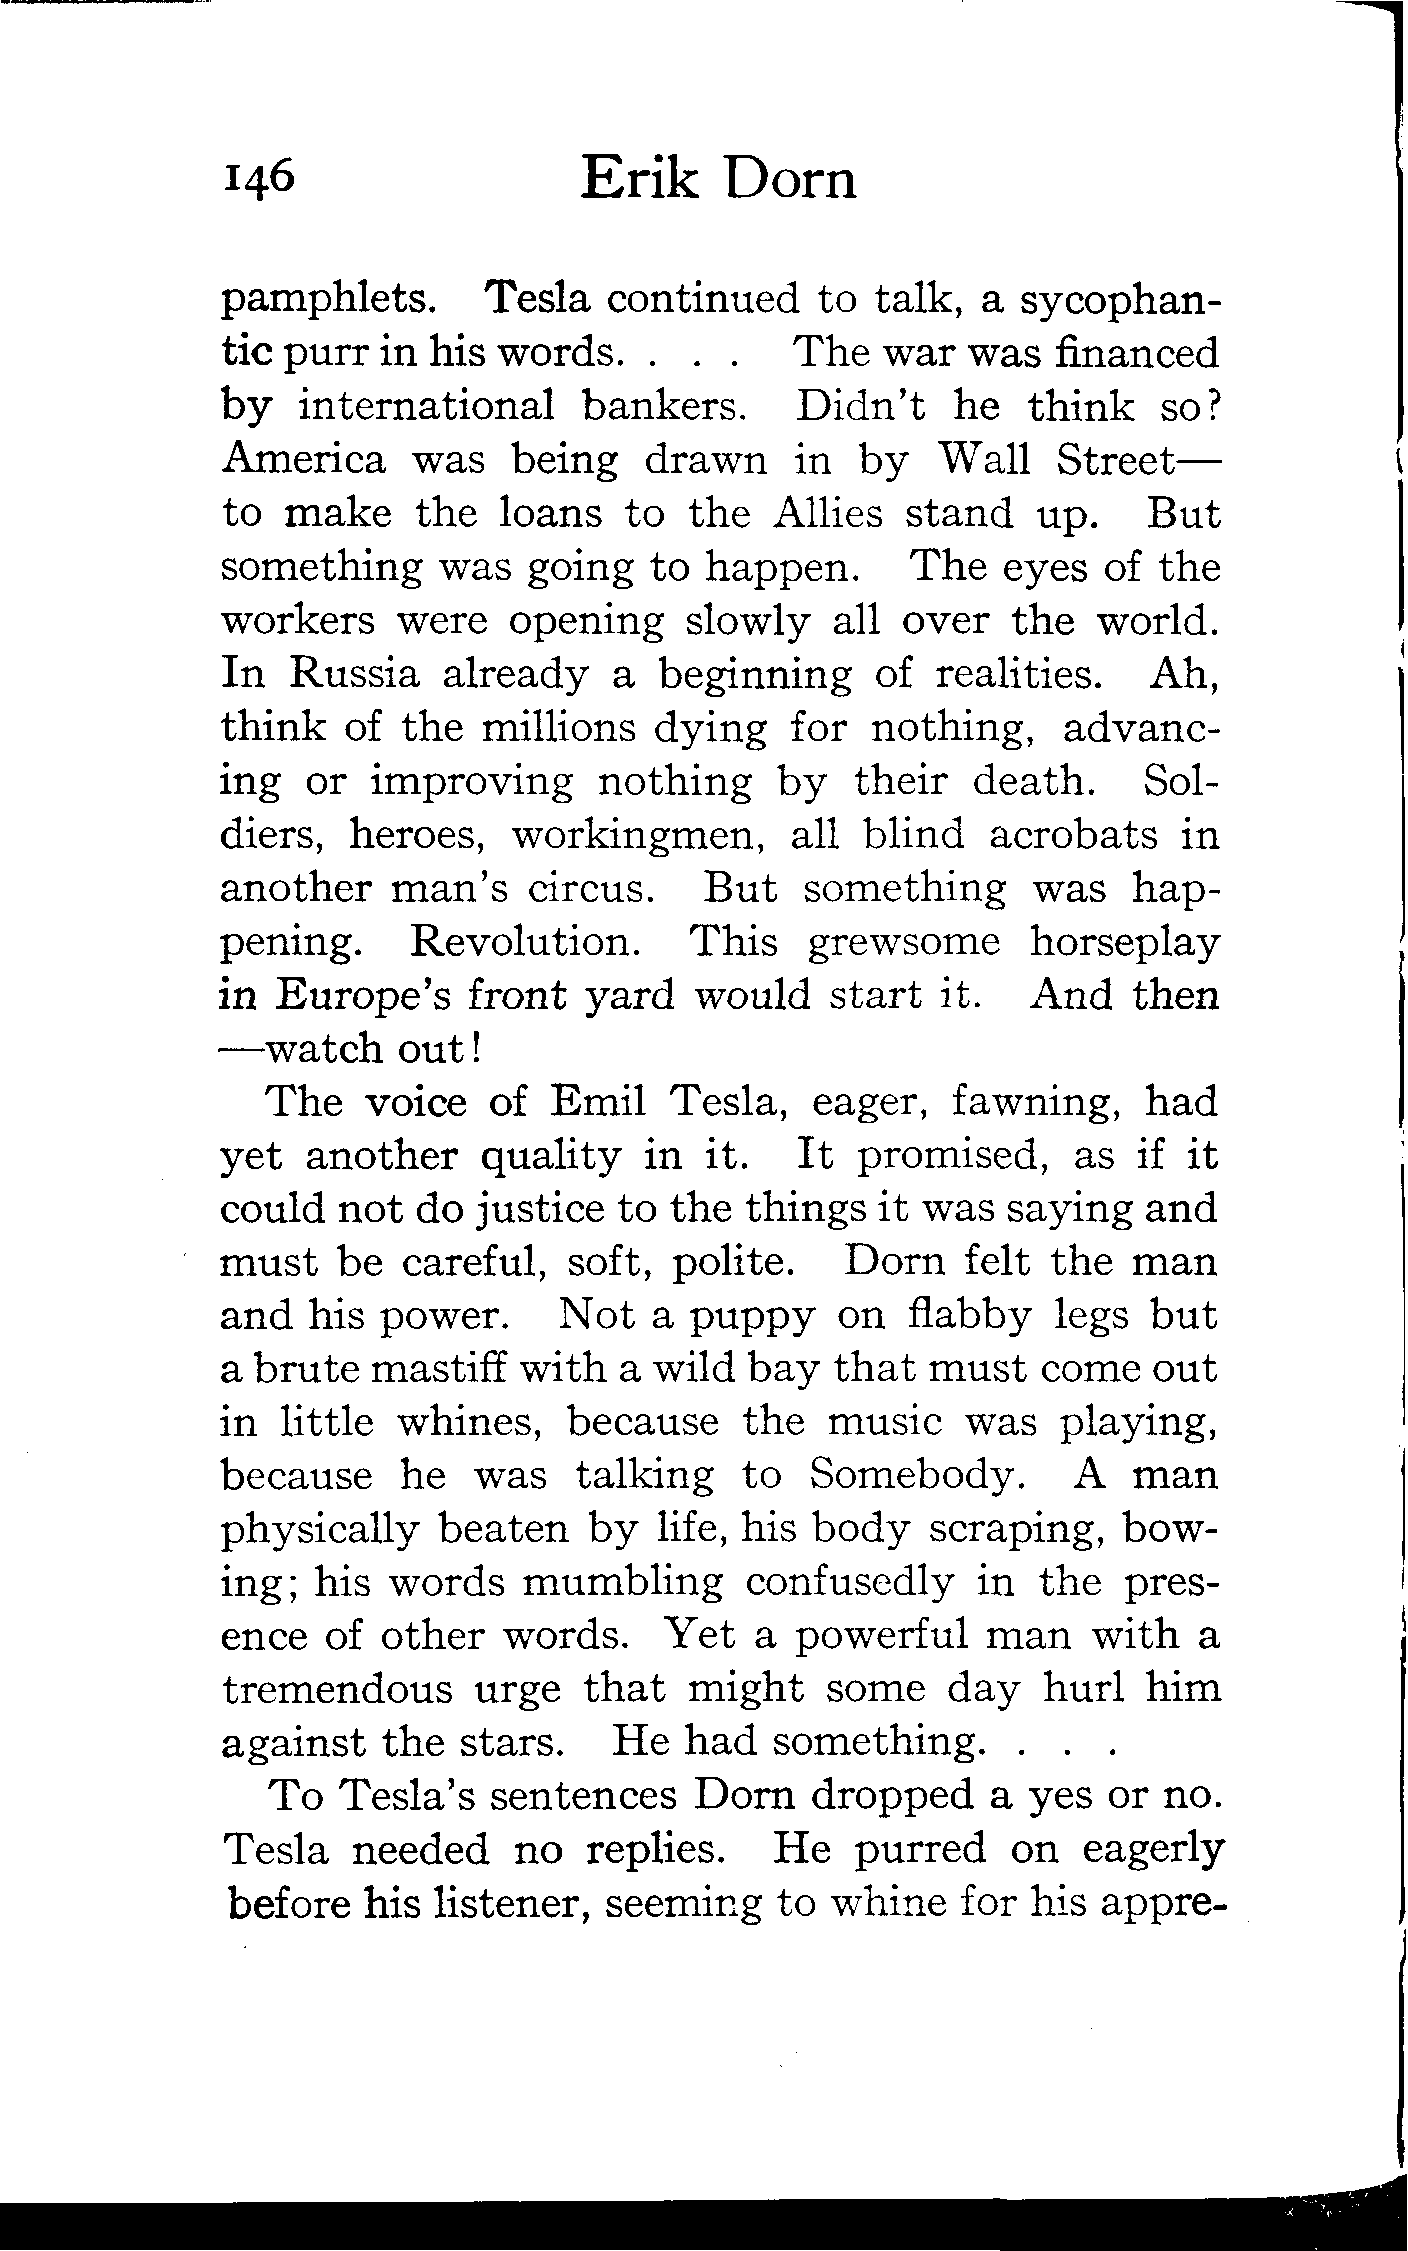 146 Erik Dorn
pamphlets. Tesla continued to talk, a sycophan-
tic purr in his words. . . . The war was financed
by international bankers. Didn't he think so?
America was being drawn in by Wall Street—
to make the loans to the Allies stand up. But
something was going to happen. The eyes of the
workers were opening slowly all over the world.
In Russia already a beginning of realities. Ah,
think of the millions dying for nothing, advanc-
ing or improving nothing by their death. Sol-
diers, heroes, workingmen, all blind acrobats in
another man's circus. But something was hap-
pening. Revolution. This grewsome horseplay
in Europe's front yard would start it. And then
—watch out!
The voice of Emil Tesla, eager, fawning, had
yet another quality in it. It promised, as if it
could not do justice to the things it was saying and
must be careful, soft, polite. Dorn felt the man
and his power. Not a puppy on flabby legs but
a brute mastiff with a wild bay that must come out
in little whines, because the music was playing,
because he was talking to Somebody. A man
physically beaten by life, his body scraping, bow-
ing; his words mumbling confusedly in the pres-
ence of other words. Yet a powerful man with a
tremendous urge that might some day hurl him
against the stars. He had something. . . .
To Tesla's sentences Dorn dropped a yes or no.
Tesla needed no replies. He purred on eagerly
before his listener, seeming to whine for his appre-